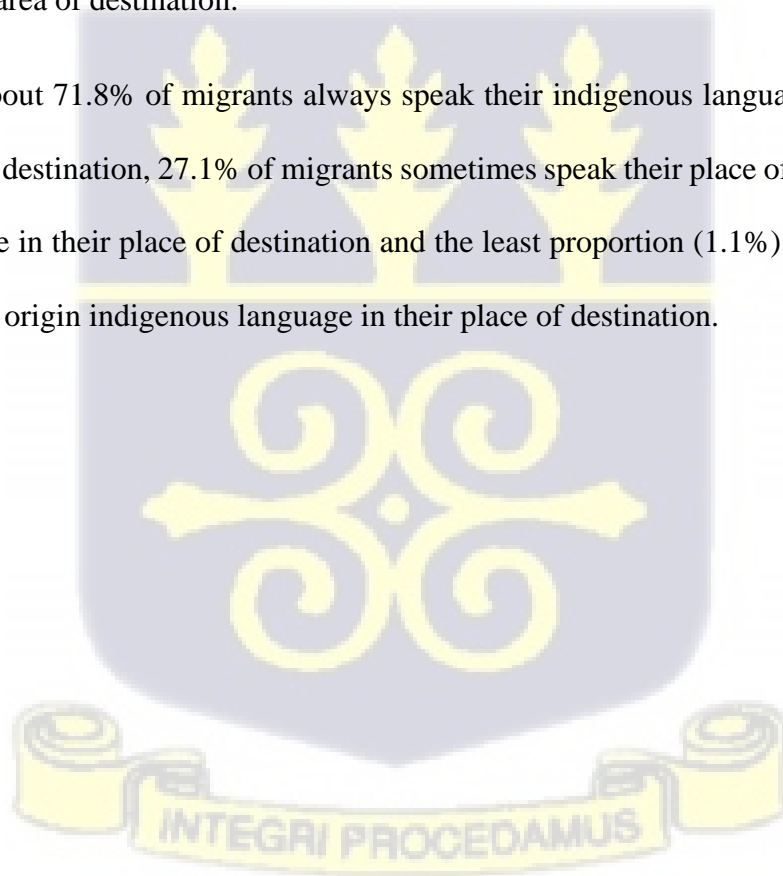 area of destination.
out 71.8% of migrants always speak their indigenous langua
destination, 27.1% of migrants sometimes speak their place of
e in their place of destination and the least proportion (1.1%)
origin indigenous language in their place of destination.
INTEGRI PROCEDAMUS